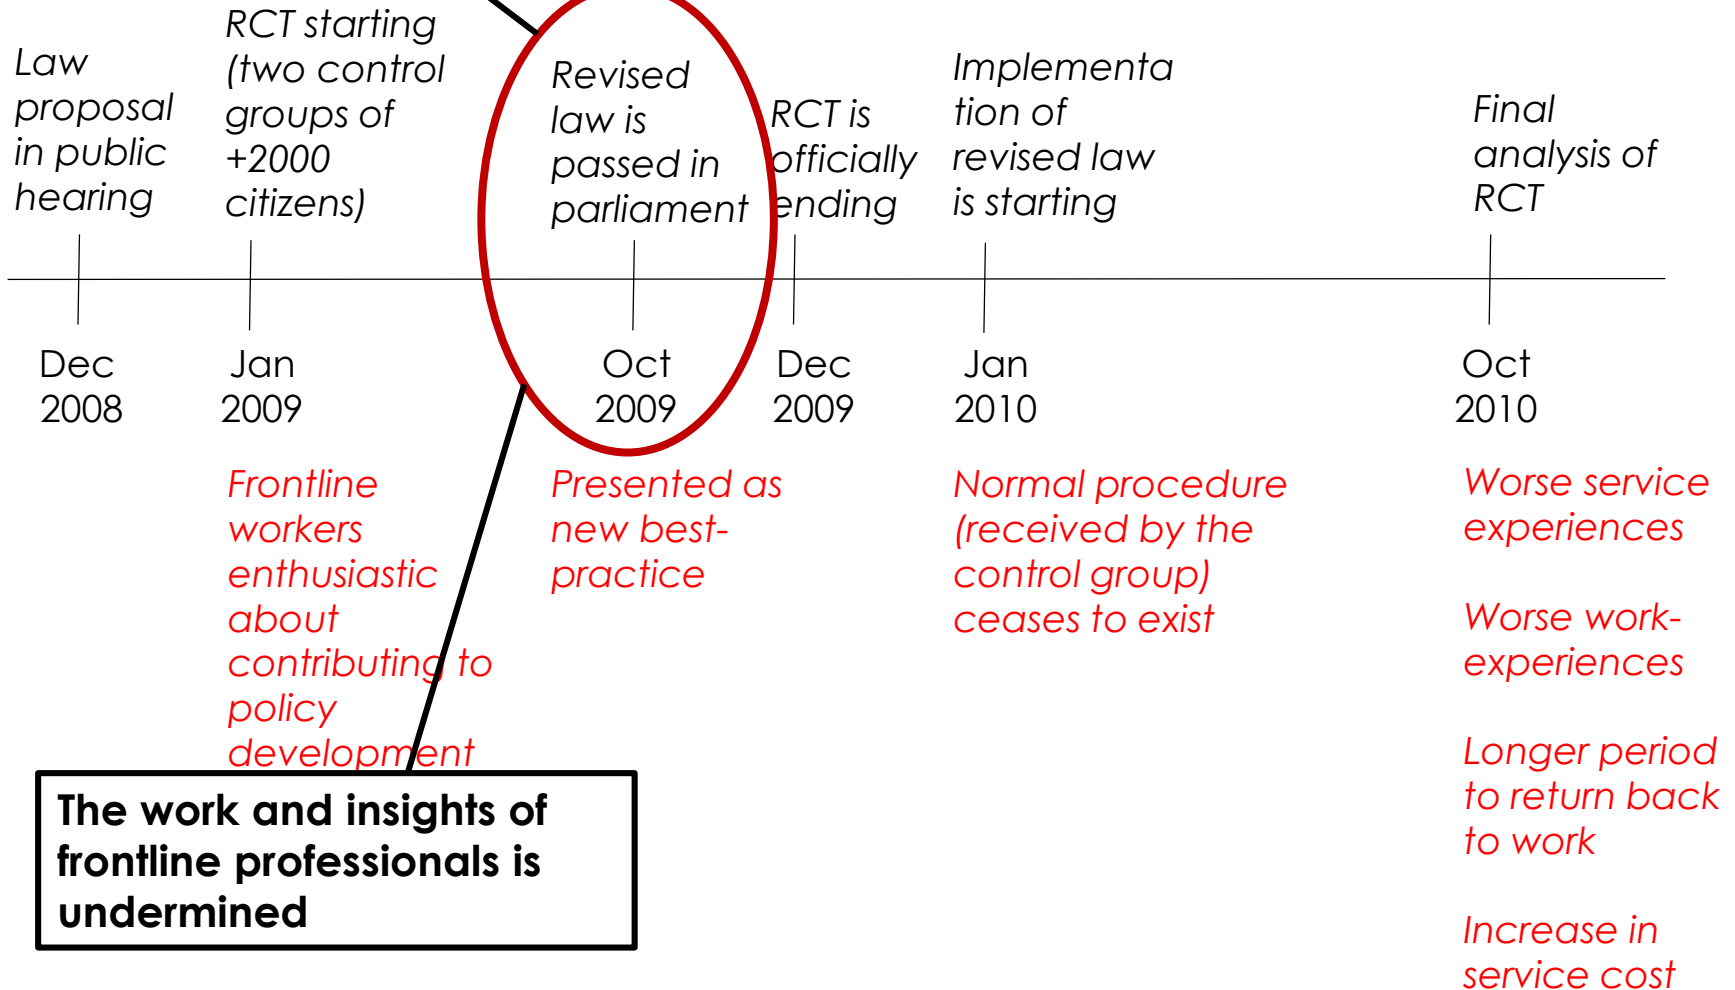 Law
proposal
in public
hearing
RCT starting
(two control
groups of
+2000
citizens)
Revised
law is
passed in
parliament
RCT is
officially
ending
Implementa
tion of
revised law
is starting
Final
analysis of
RCT
Dec
2008
Jan
2009
Oct
2009
Dec
2009
Jan
2010
Oct
2010
Frontline
workers
enthusiastic
about
contributing to
policy
development
Presented as
new best-
practice
Normal procedure
(received by the
control group)
ceases to exist
Worse service
experiences
Worse work-
experiences
Longer period
to return back
to work
Increase in
service cost
The work and insights of
frontline professionals is
undermined